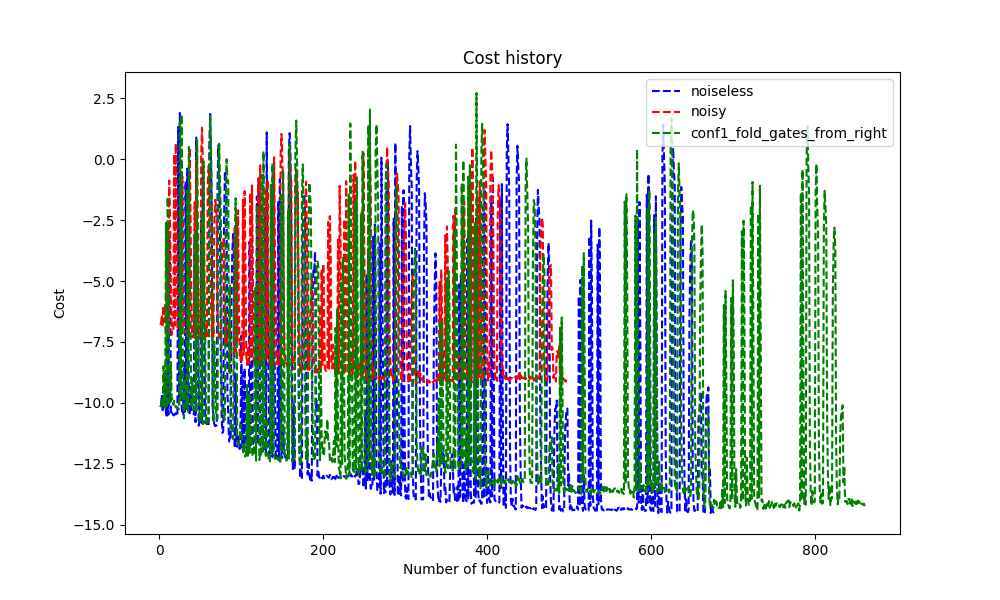 Cost history
noiseless
noisy
conf1_fold_gates_from_right
2.5
0.0
−2.5
−5.0
−7.5
−10.0
−12.5
−15.0
Cost
0 200 400 600 800
Number of function evaluations